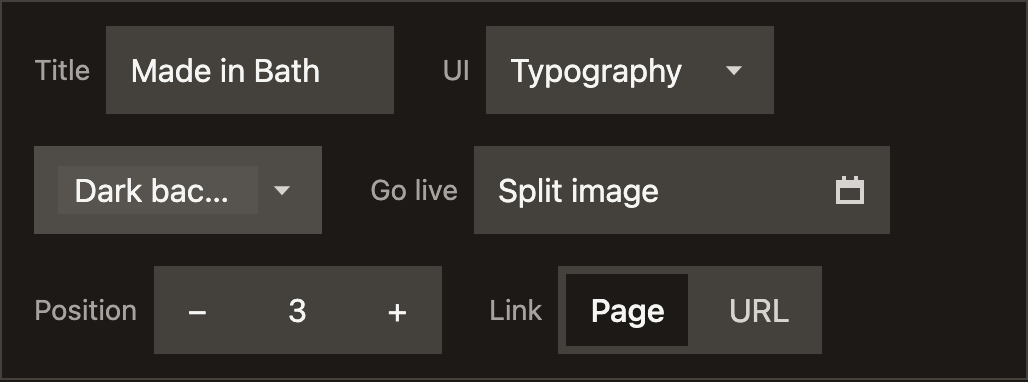 Title Made in Bath UI Typography
Dark bac... Go live Split image
Position − 3 + Link Page URL